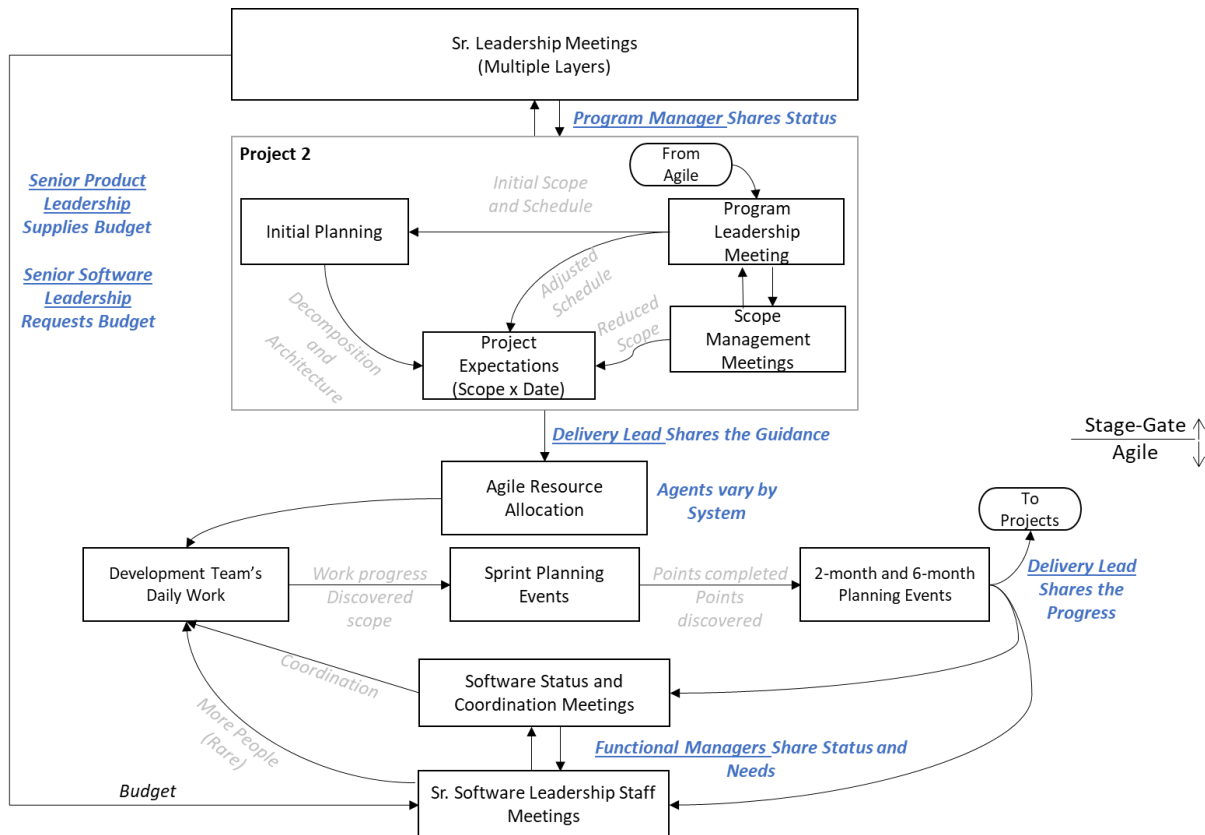 Sr. Leadership Meetings
(Multiple Layers)
Program Manager Shares Status
Project 2
From
Agile
Senior Product
Leadership
Supplies Budget
Initial Scope
and Schedule
Initial Planning
Program
Leadership
Meeting
Senior Software
Leadership
Requests Budget
Adjusted
Schedule
Decomposition
and
Architecture
Reduced
Scope
Scope
Management
Meetings
Project
Expectations
(Scope x Date)
Delivery Lead Shares the Guidance
Stage-Gate
Agile
Agile Resource
Allocation
Agents vary by
System
To
Projects
Development Team's
Daily Work
Work progress
Discovered
scope
Sprint Planning
Events
Points completed
Points
discovered
2-month and 6-month
Planning Events
Delivery Lead
Shares the
Progress
Coordination
Software Status and
Coordination Meetings
More People
(Rare)
Functional Managers Share Status and
Needs
Budget
Sr. Software Leadership Staff
Meetings